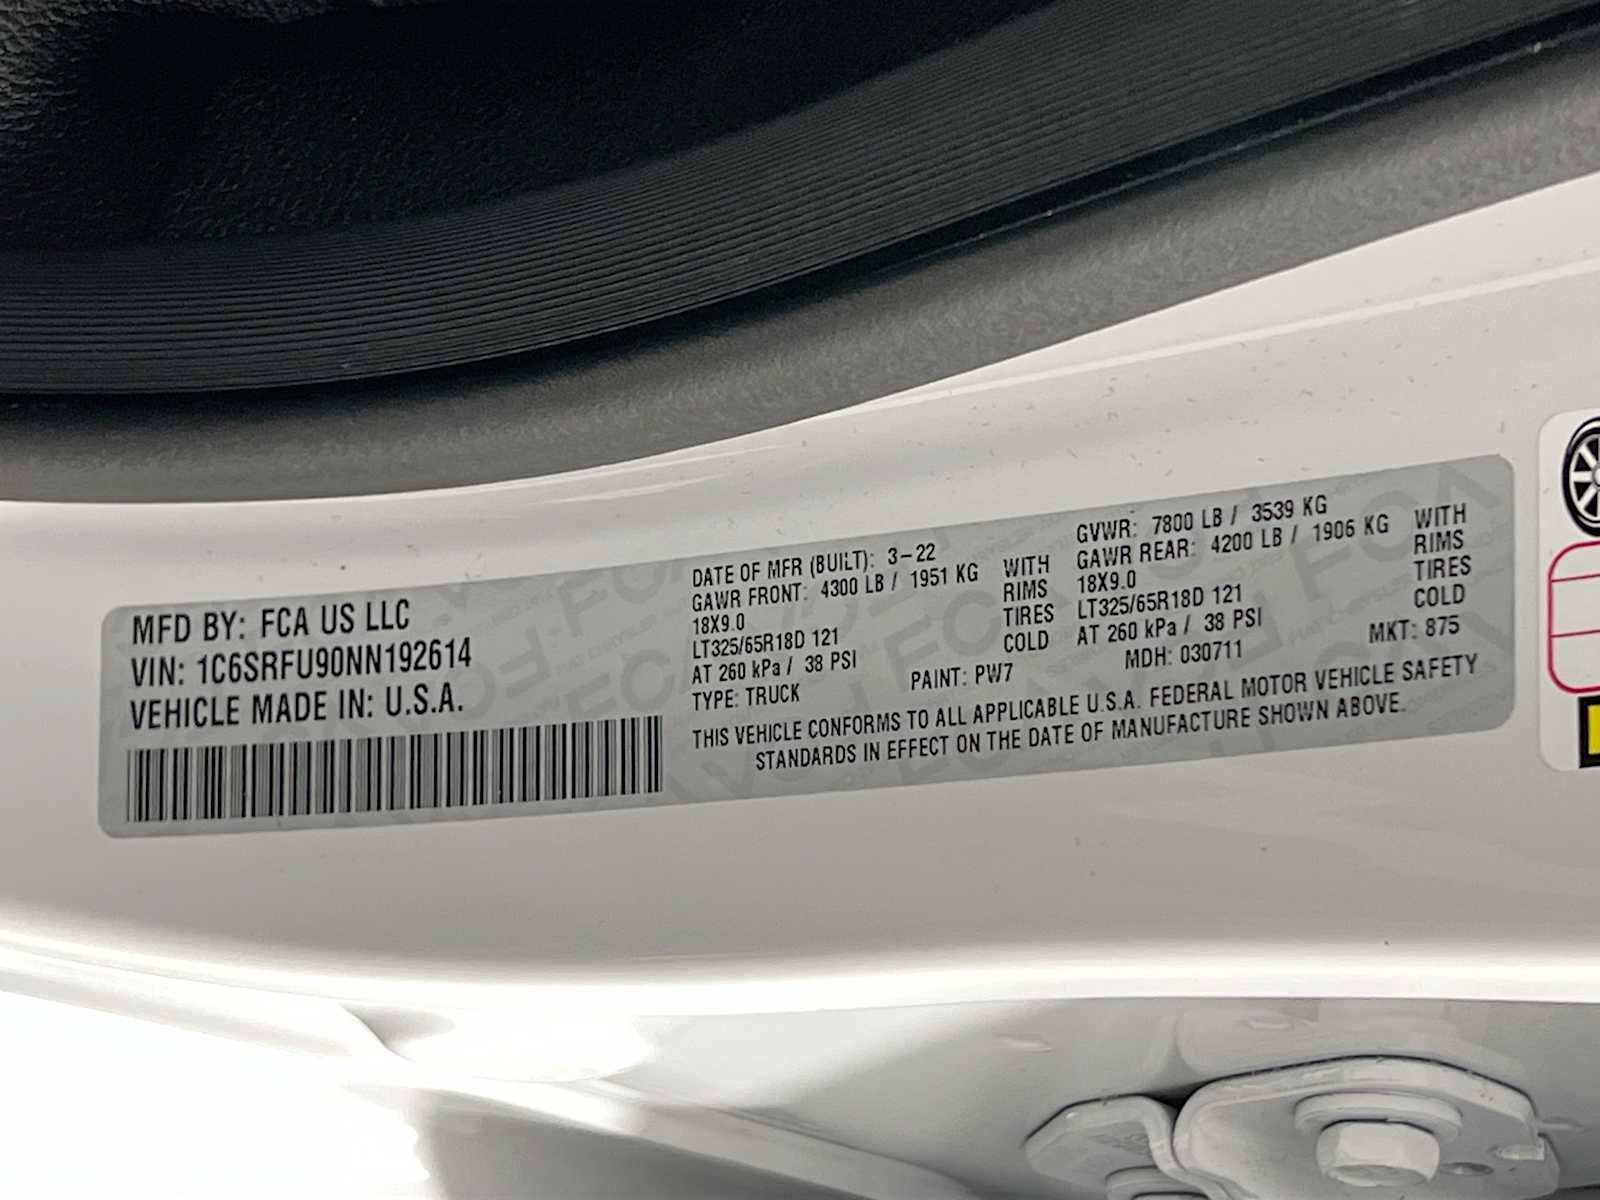 MFD BY: FCA US LLC
VIN: 1C6SRFU90NN192614
VEHICLE MADE IN: U.S.A.
DATE OF MFR (BUILT): 3-22
GAWR FRONT: 4300 LB / 1951 KG WITH
18X9.0 RIMS
LT325/65R18D 121 TIRES
AT 260 kPa / 38 PSI COLD
TYPE: TRUCK PAINT: PW7
GVWR: 7800 LB / 3539 KG
GAWR REAR: 4200 LB / 1906 KG WITH
18X9.0 RIMS
LT325/65R18D 121 TIRES
AT 260 kPa / 38 PSI COLD
MDH: 030711 MKT: 875
THIS VEHICLE CONFORMS TO ALL APPLICABLE U.S.A. FEDERAL MOTOR VEHICLE SAFETY
STANDARDS IN EFFECT ON THE DATE OF MANUFACTURE SHOWN ABOVE.